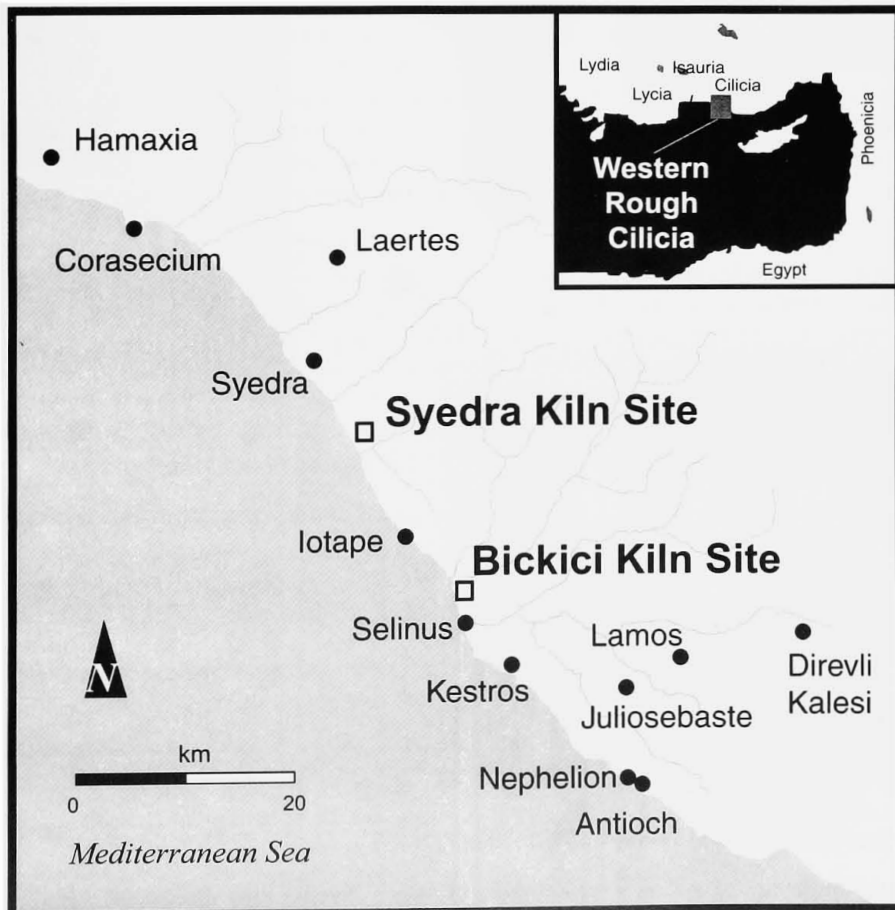 Lydia
Isauria
Cilicia
Lycia
Phoenicia
Western
Rough
Cilicia
Egypt
Hamaxia
Corasecium
Laertes
Syedra
Syedra Kiln Site
Iotape
Bickici Kiln Site
Selinus
Lamos
Kestros
Direvli
Kalesi
Juliosebaste
N
km
0 20
Nephelion
Antioch
Mediterranean Sea